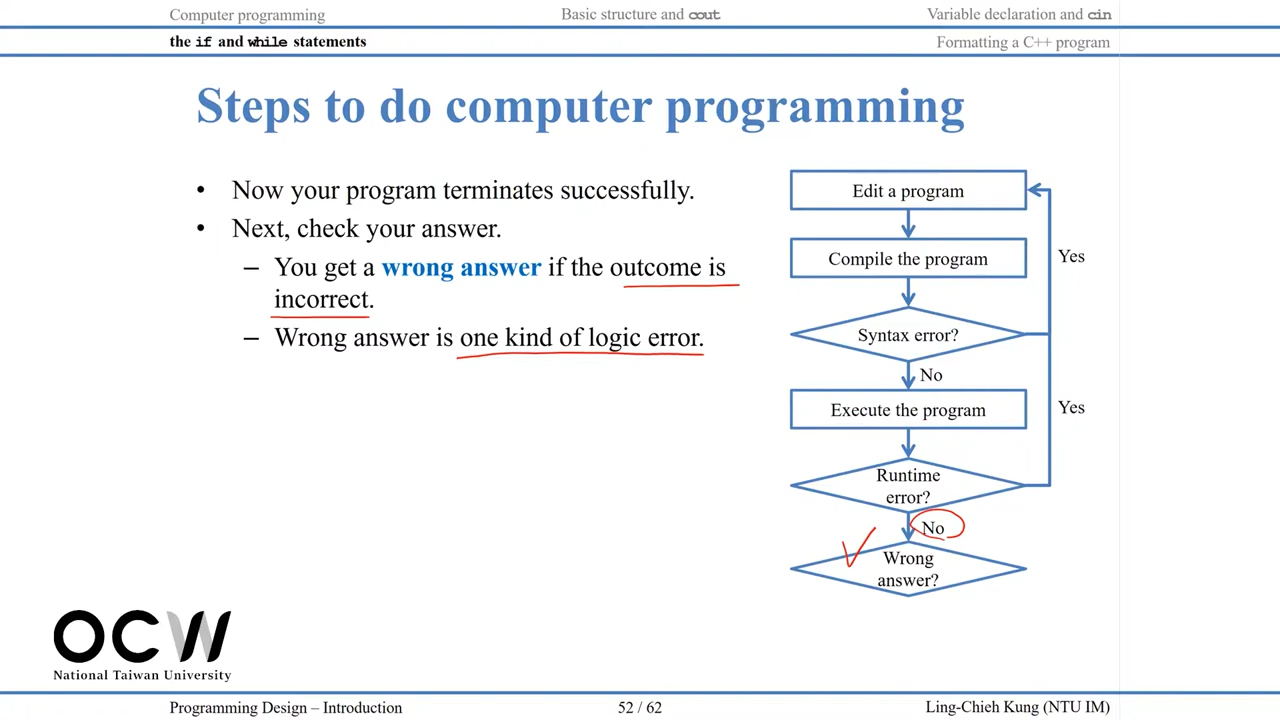 Computer programming
Basic structure and cout
Variable declaration and cin
the if and while statements
Formatting a C++ program
Steps to do computer programming
• Now your program terminates successfully.
• Next, check your answer.
– You get a wrong answer if the outcome is
incorrect.
– Wrong answer is one kind of logic error.
Edit a program
Compile the program
Yes
Syntax error?
No
Execute the program
Yes
Runtime
error?
No
Wrong
answer?
OCW
National Taiwan University
Programming Design – Introduction
52 / 62
Ling-Chieh Kung (NTU IM)